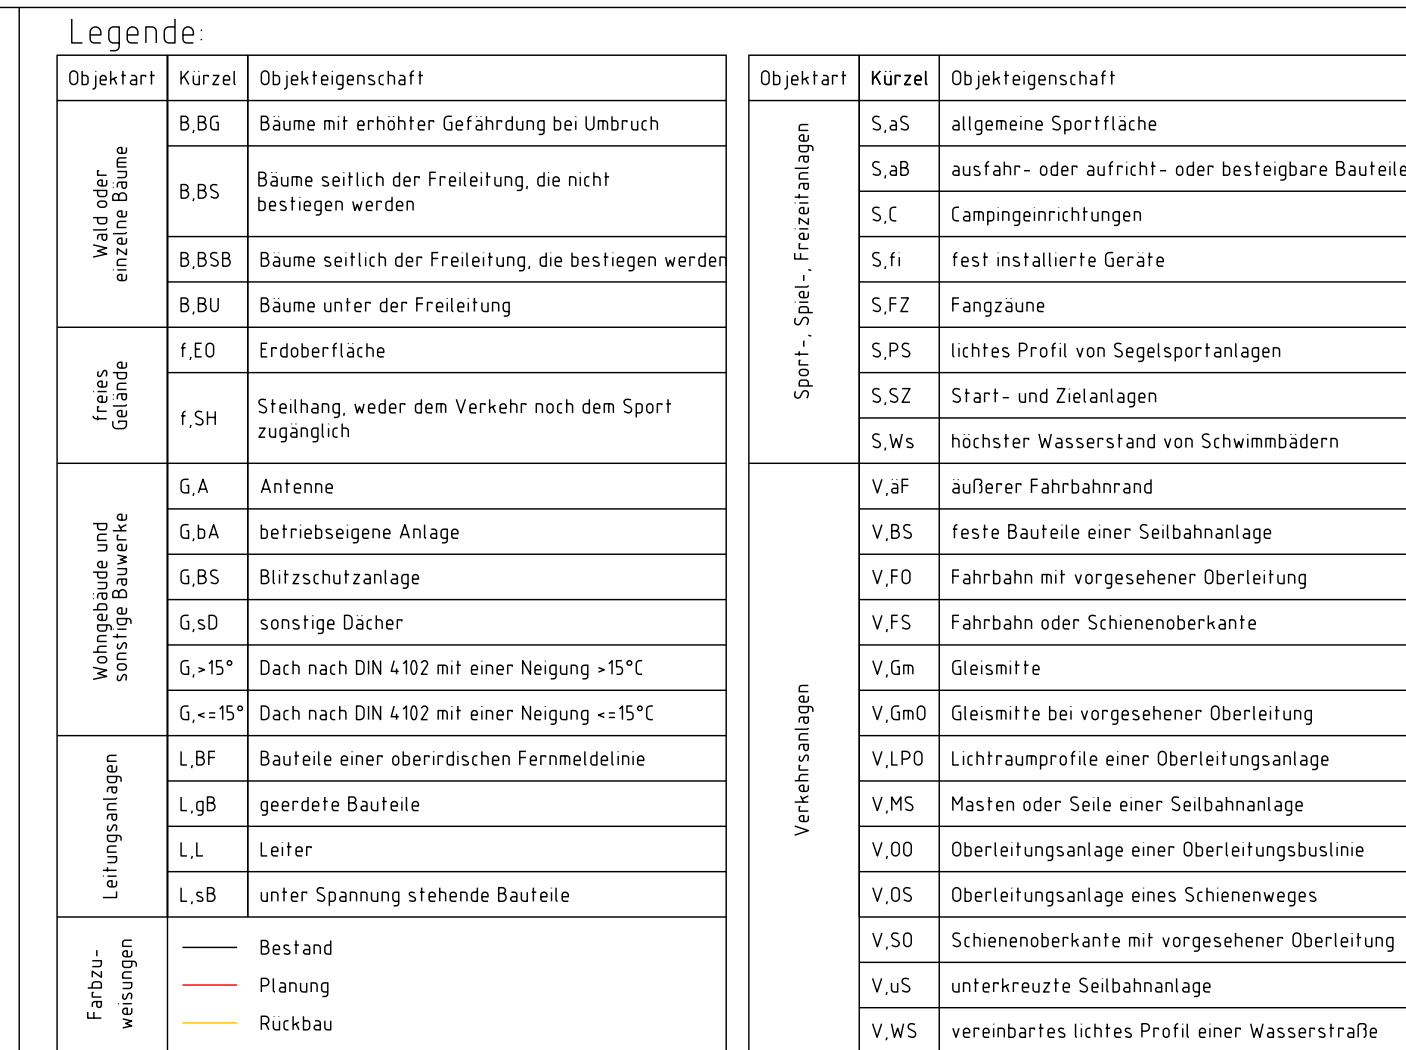 Legende:
Objektart Kürzel Objekteigenschaft
Wald oder
einzelne Bäume
B,BG Bäume mit erhöhter Gefährdung bei Umbruch
B,BS Bäume seitlich der Freileitung, die nicht
bestiegen werden
B,BSB Bäume seitlich der Freileitung, die bestiegen werden
B,BU Bäume unter der Freileitung
freies
Gelände
f,EO Erdoberfläche
f,SH Steilhang, weder dem Verkehr noch dem Sport
zugänglich
Wohngebäude und
sonstige Bauwerke
G,A Antenne
G,bA betriebseigene Anlage
G,BS Blitzschutzanlage
G,sD sonstige Dächer
G,>15° Dach nach DIN 4102 mit einer Neigung >15°C
G,<=15° Dach nach DIN 4102 mit einer Neigung <=15°C
Leitungsanlagen
L,BF Bauteile einer oberirdischen Fernmeldelinie
L,gB geerdete Bauteile
L,L Leiter
L,sB unter Spannung stehende Bauteile
Farbzu-
weisungen
Bestand
Planung
Rückbau
Objektart Kürzel Objekteigenschaft
Sport-, Spiel-, Freizeitanlagen
S,aS allgemeine Sportfläche
S,aB ausfahr- oder aufricht- oder besteigbare Bauteile
S,C Campingeinrichtungen
S,fi fest installierte Geräte
S,FZ Fangzäune
S,PS lichtes Profil von Segelsportanlagen
S,SZ Start- und Zielanlagen
S,Ws höchster Wasserstand von Schwimmbädern
Verkehrsanlagen
V,äF äußerer Fahrbahnrand
V,BS feste Bauteile einer Seilbahnanlage
V,FO Fahrbahn mit vorgesehener Oberleitung
V,FS Fahrbahn oder Schienenoberkante
V,Gm Gleismitte
V,GmO Gleismitte bei vorgesehener Oberleitung
V,LPO Lichtraumprofile einer Oberleitungsanlage
V,MS Masten oder Seile einer Seilbahnanlage
V,OO Oberleitungsanlage einer Oberleitungsbuslinie
V,OS Oberleitungsanlage eines Schienenweges
V,SO Schienenoberkante mit vorgesehener Oberleitung
V,uS unterkreuzte Seilbahnanlage
V,WS vereinbartes lichtes Profil einer Wasserstraße